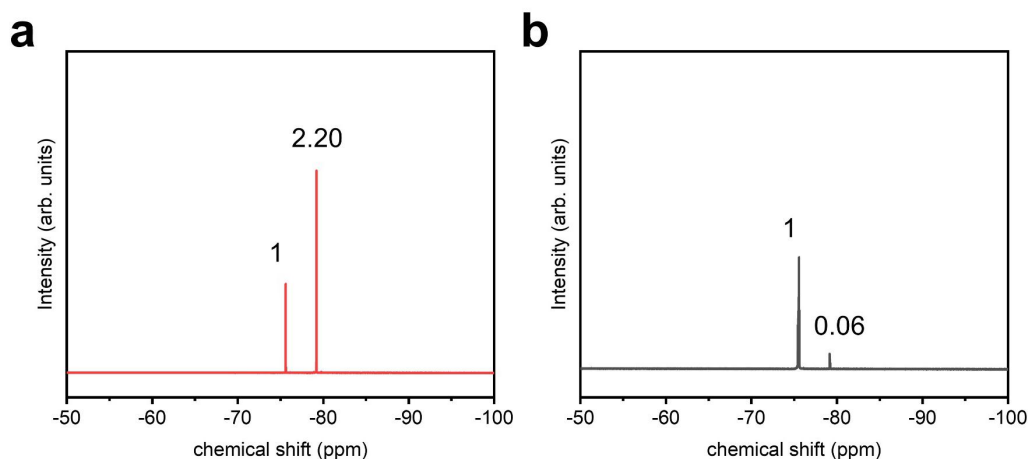 a
2.20
1
Intensity (arb. units)
-50 -60 -70 -80 -90 -100
chemical shift (ppm)
b
1
0.06
Intensity (arb. units)
-50 -60 -70 -80 -90 -100
chemical shift (ppm)